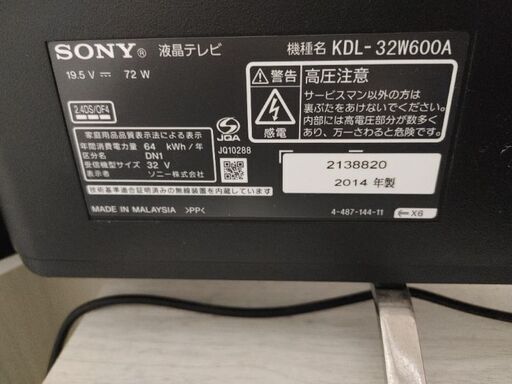 SONY® 液晶テレビ 機種名 KDL-32W600A
19.5 V ⎓ 72 W
2.4DS/OF4
家庭用品品質表示法による表示
年間消費電力量 64 kWh/年
区分名 DN1
受信機型サイズ 32 V
表示者 ソニー株式会社
JQA
JQ10288
警告 高圧注意
感電
サービスマン以外の方は
裏ぶたをあけないでください。
内部には高電圧部分が数多く
あり、万一さわると危険です。
2138820
2014 年製
技術基準適合証明済みの無線装置を内蔵しています
MADE IN MALAYSIA >PP<
4-487-144-11
X6